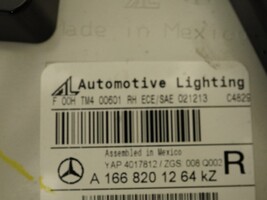 Made in Mexico
Automotive Lighting
F 00H TM4 00601 RH ECE/SAE 021213 C4829
Assembled in Mexico
YAP 4017812 / ZGS: 008 Q002
A 166 820 12 64 kZ R